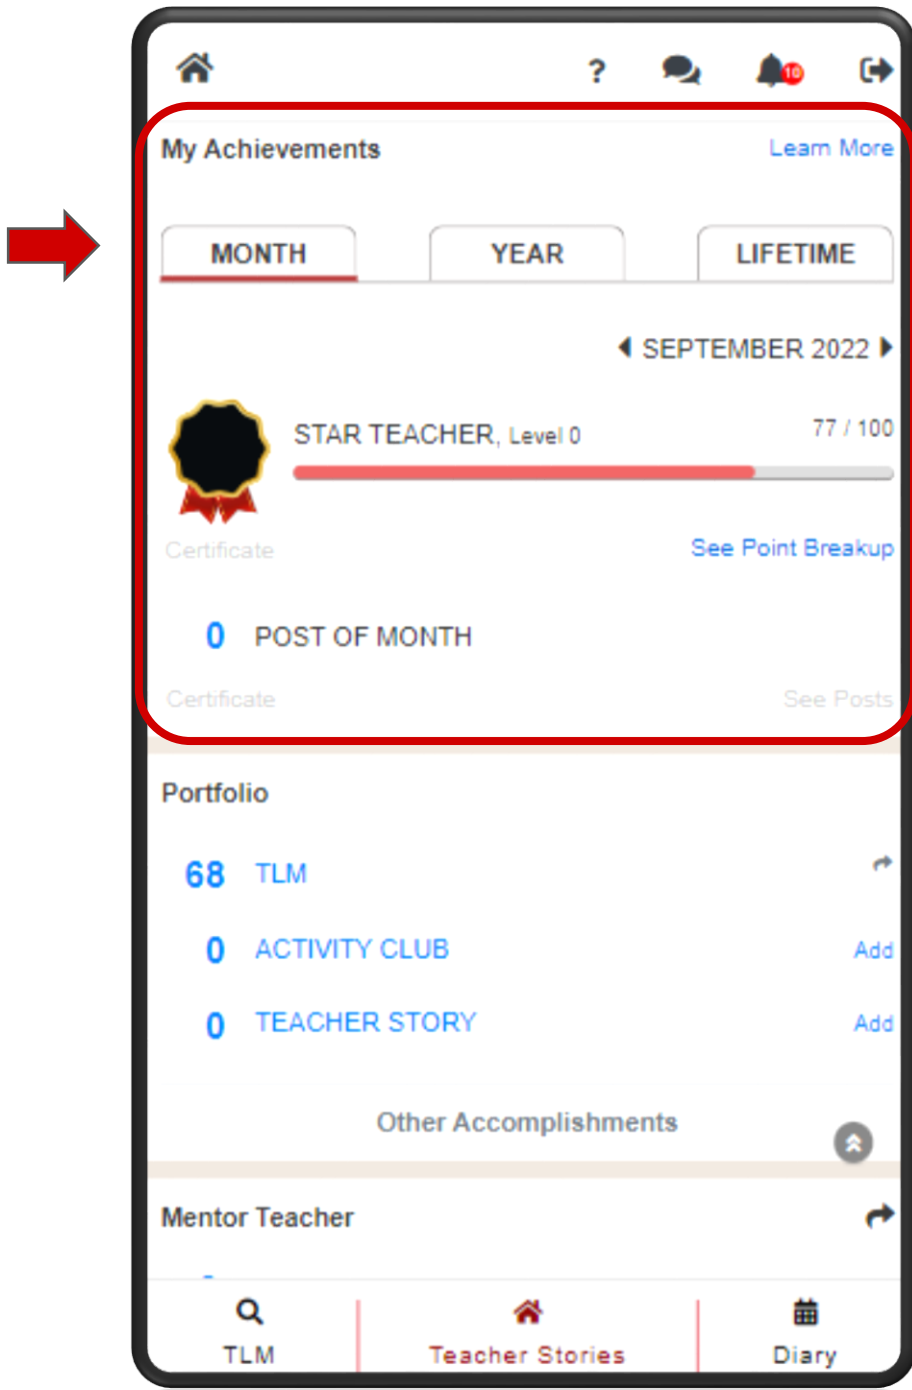 ?
10
My Achievements Learn More
MONTH YEAR LIFETIME
SEPTEMBER 2022
STAR TEACHER, Level 0 77 / 100
Certificate See Point Breakup
0 POST OF MONTH
Certificate See Posts
Portfolio
68 TLM
0 ACTIVITY CLUB Add
0 TEACHER STORY Add
Other Accomplishments
Mentor Teacher
TLM Teacher Stories Diary